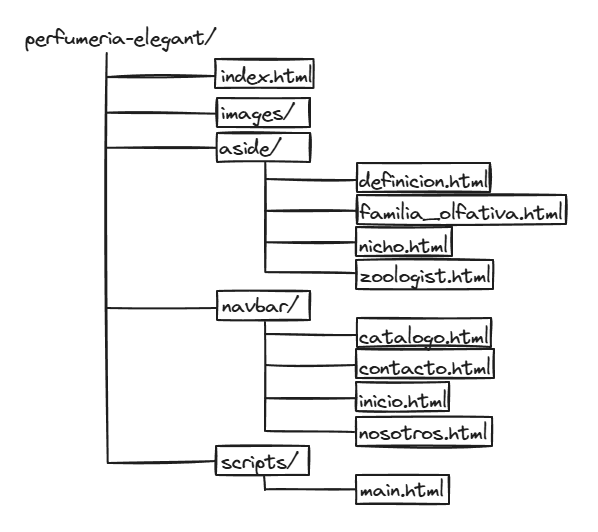 perfumeria-elegant/
index.html
images/
aside/
definicion.html
familia_olfativa.html
nicho.html
zoologist.html
navbar/
catalogo.html
contacto.html
inicio.html
nosotros.html
scripts/
main.html